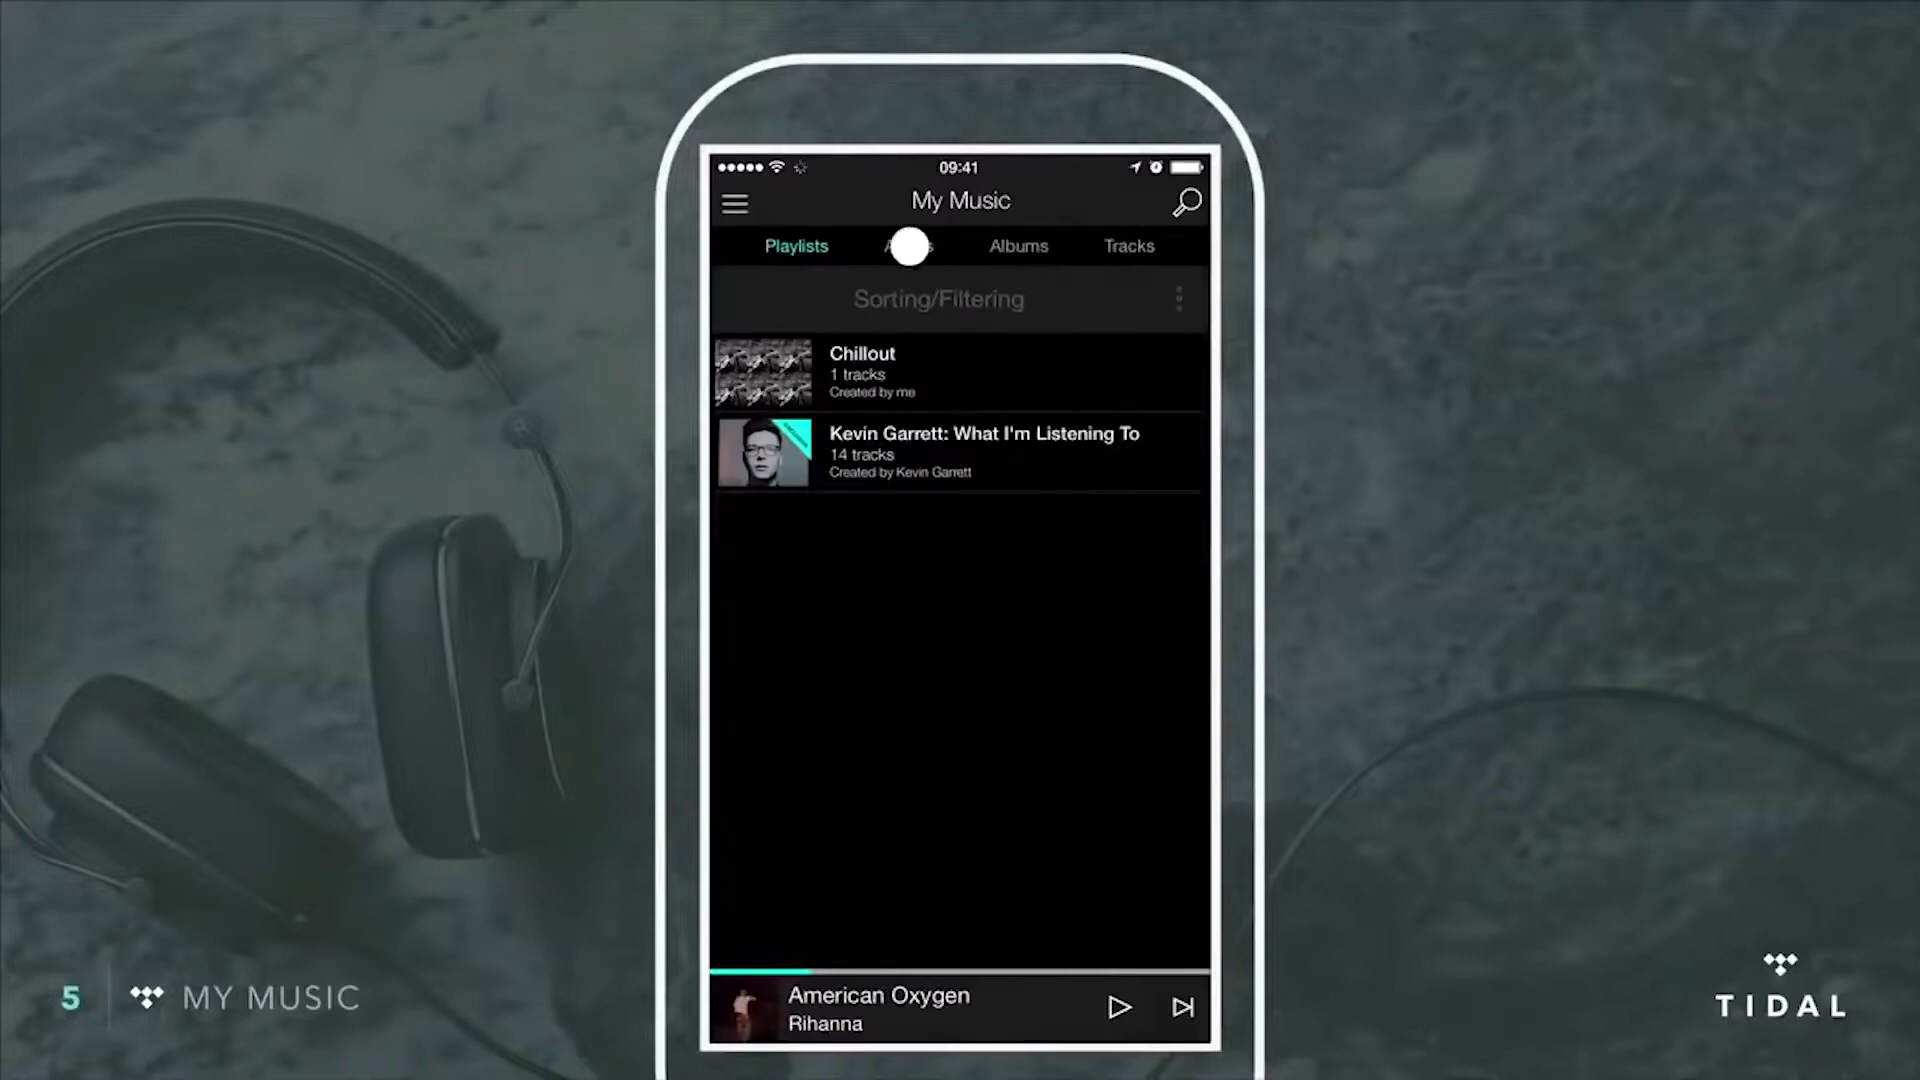 09:41
My Music
Playlists
Albums
Tracks
Sorting/Filtering
Chillout
1 tracks
Created by me
Kevin Garrett: What I'm Listening To
14 tracks
Created by Kevin Garrett
American Oxygen
Rihanna
5
MY MUSIC
TIDAL